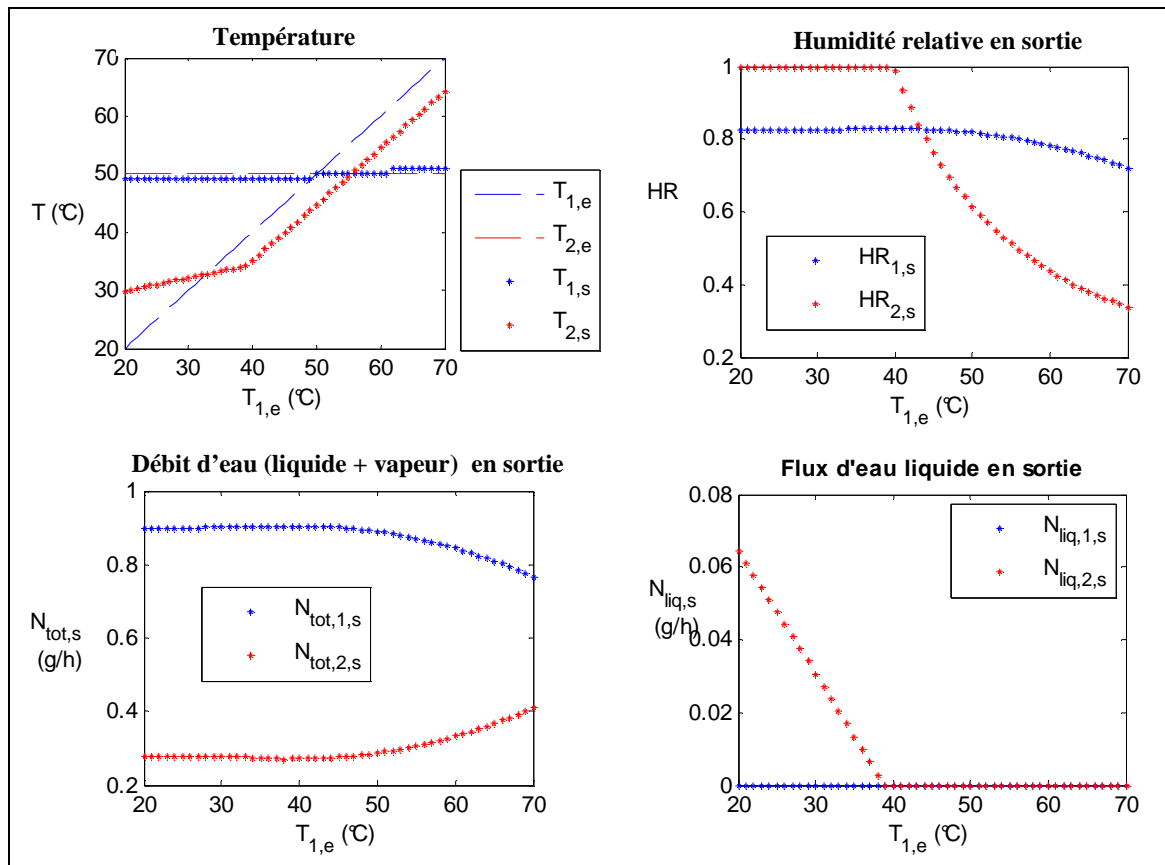 Température
70
60
50
40
30
20
T (°C)
20 30 40 50 60 70
T1,e (°C)
T1,e
T2,e
T1,s
T2,s
Humidité relative en sortie
1
0.8
0.6
0.4
0.2
HR
20 30 40 50 60 70
T1,e (°C)
HR1,s
HR2,s
Débit d'eau (liquide + vapeur) en sortie
1
0.8
0.6
0.4
0.2
Ntot,s
(g/h)
20 30 40 50 60 70
T1,e (°C)
Ntot,1,s
Ntot,2,s
Flux d'eau liquide en sortie
0.08
0.06
0.04
0.02
0
Nliq,s
(g/h)
20 30 40 50 60 70
T1,e (°C)
Nliq,1,s
Nliq,2,s